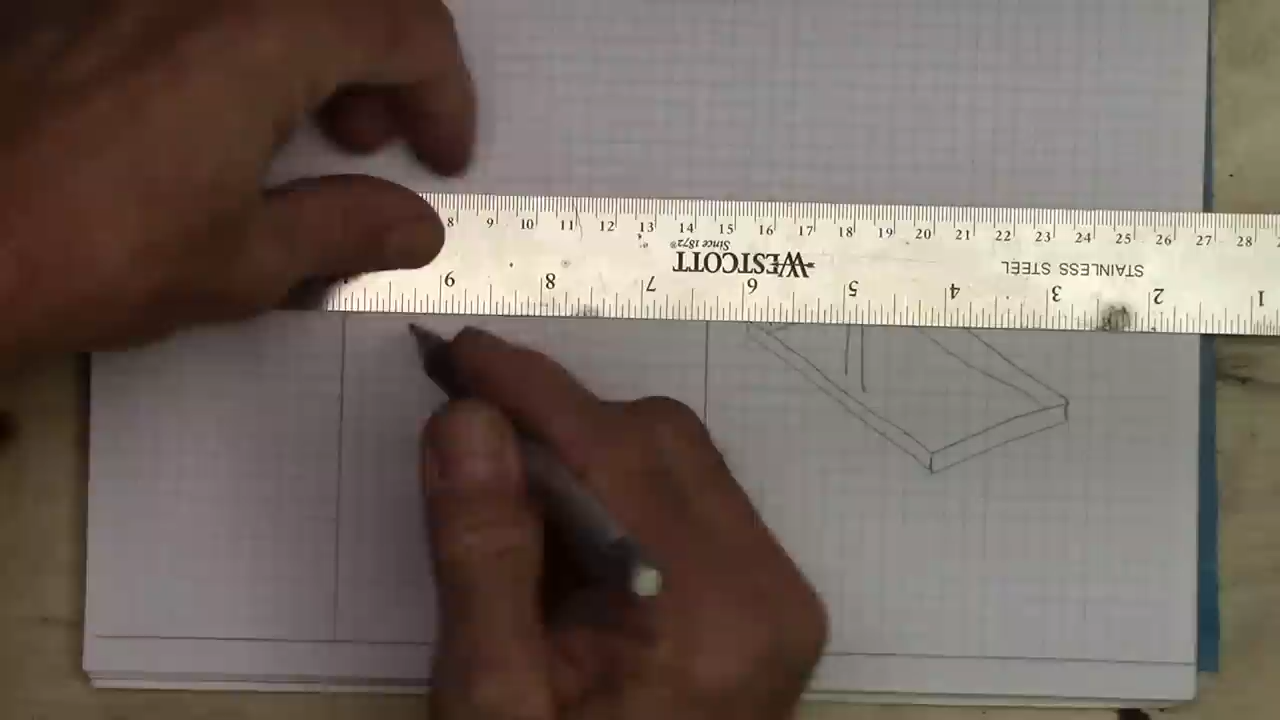 8 9 10 11 12 13 14 15 16 17 18 19 20 21 22 23 24 25 26 27 28
WESTCOTT
Since 1872®
STAINLESS STEEL
9 8 7 6 5 4 3 2 1